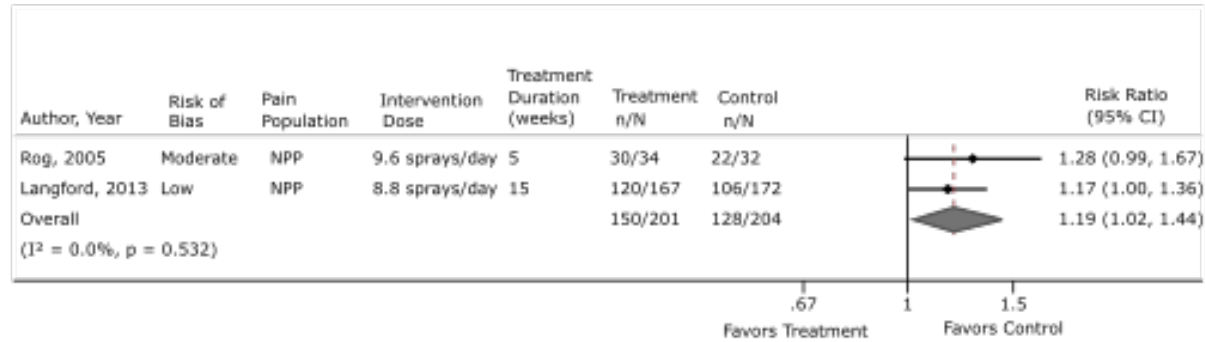 Author, Year Risk of Bias Pain Population Intervention Dose Treatment Duration (weeks) Treatment n/N Control n/N Risk Ratio (95% CI)
Rog, 2005 Moderate NPP 9.6 sprays/day 5 30/34 22/32 1.28 (0.99, 1.67)
Langford, 2013 Low NPP 8.8 sprays/day 15 120/167 106/172 1.17 (1.00, 1.36)
Overall 150/201 128/204 1.19 (1.02, 1.44)
(I² = 0.0%, p = 0.532)
.67 1 1.5
Favors Treatment Favors Control